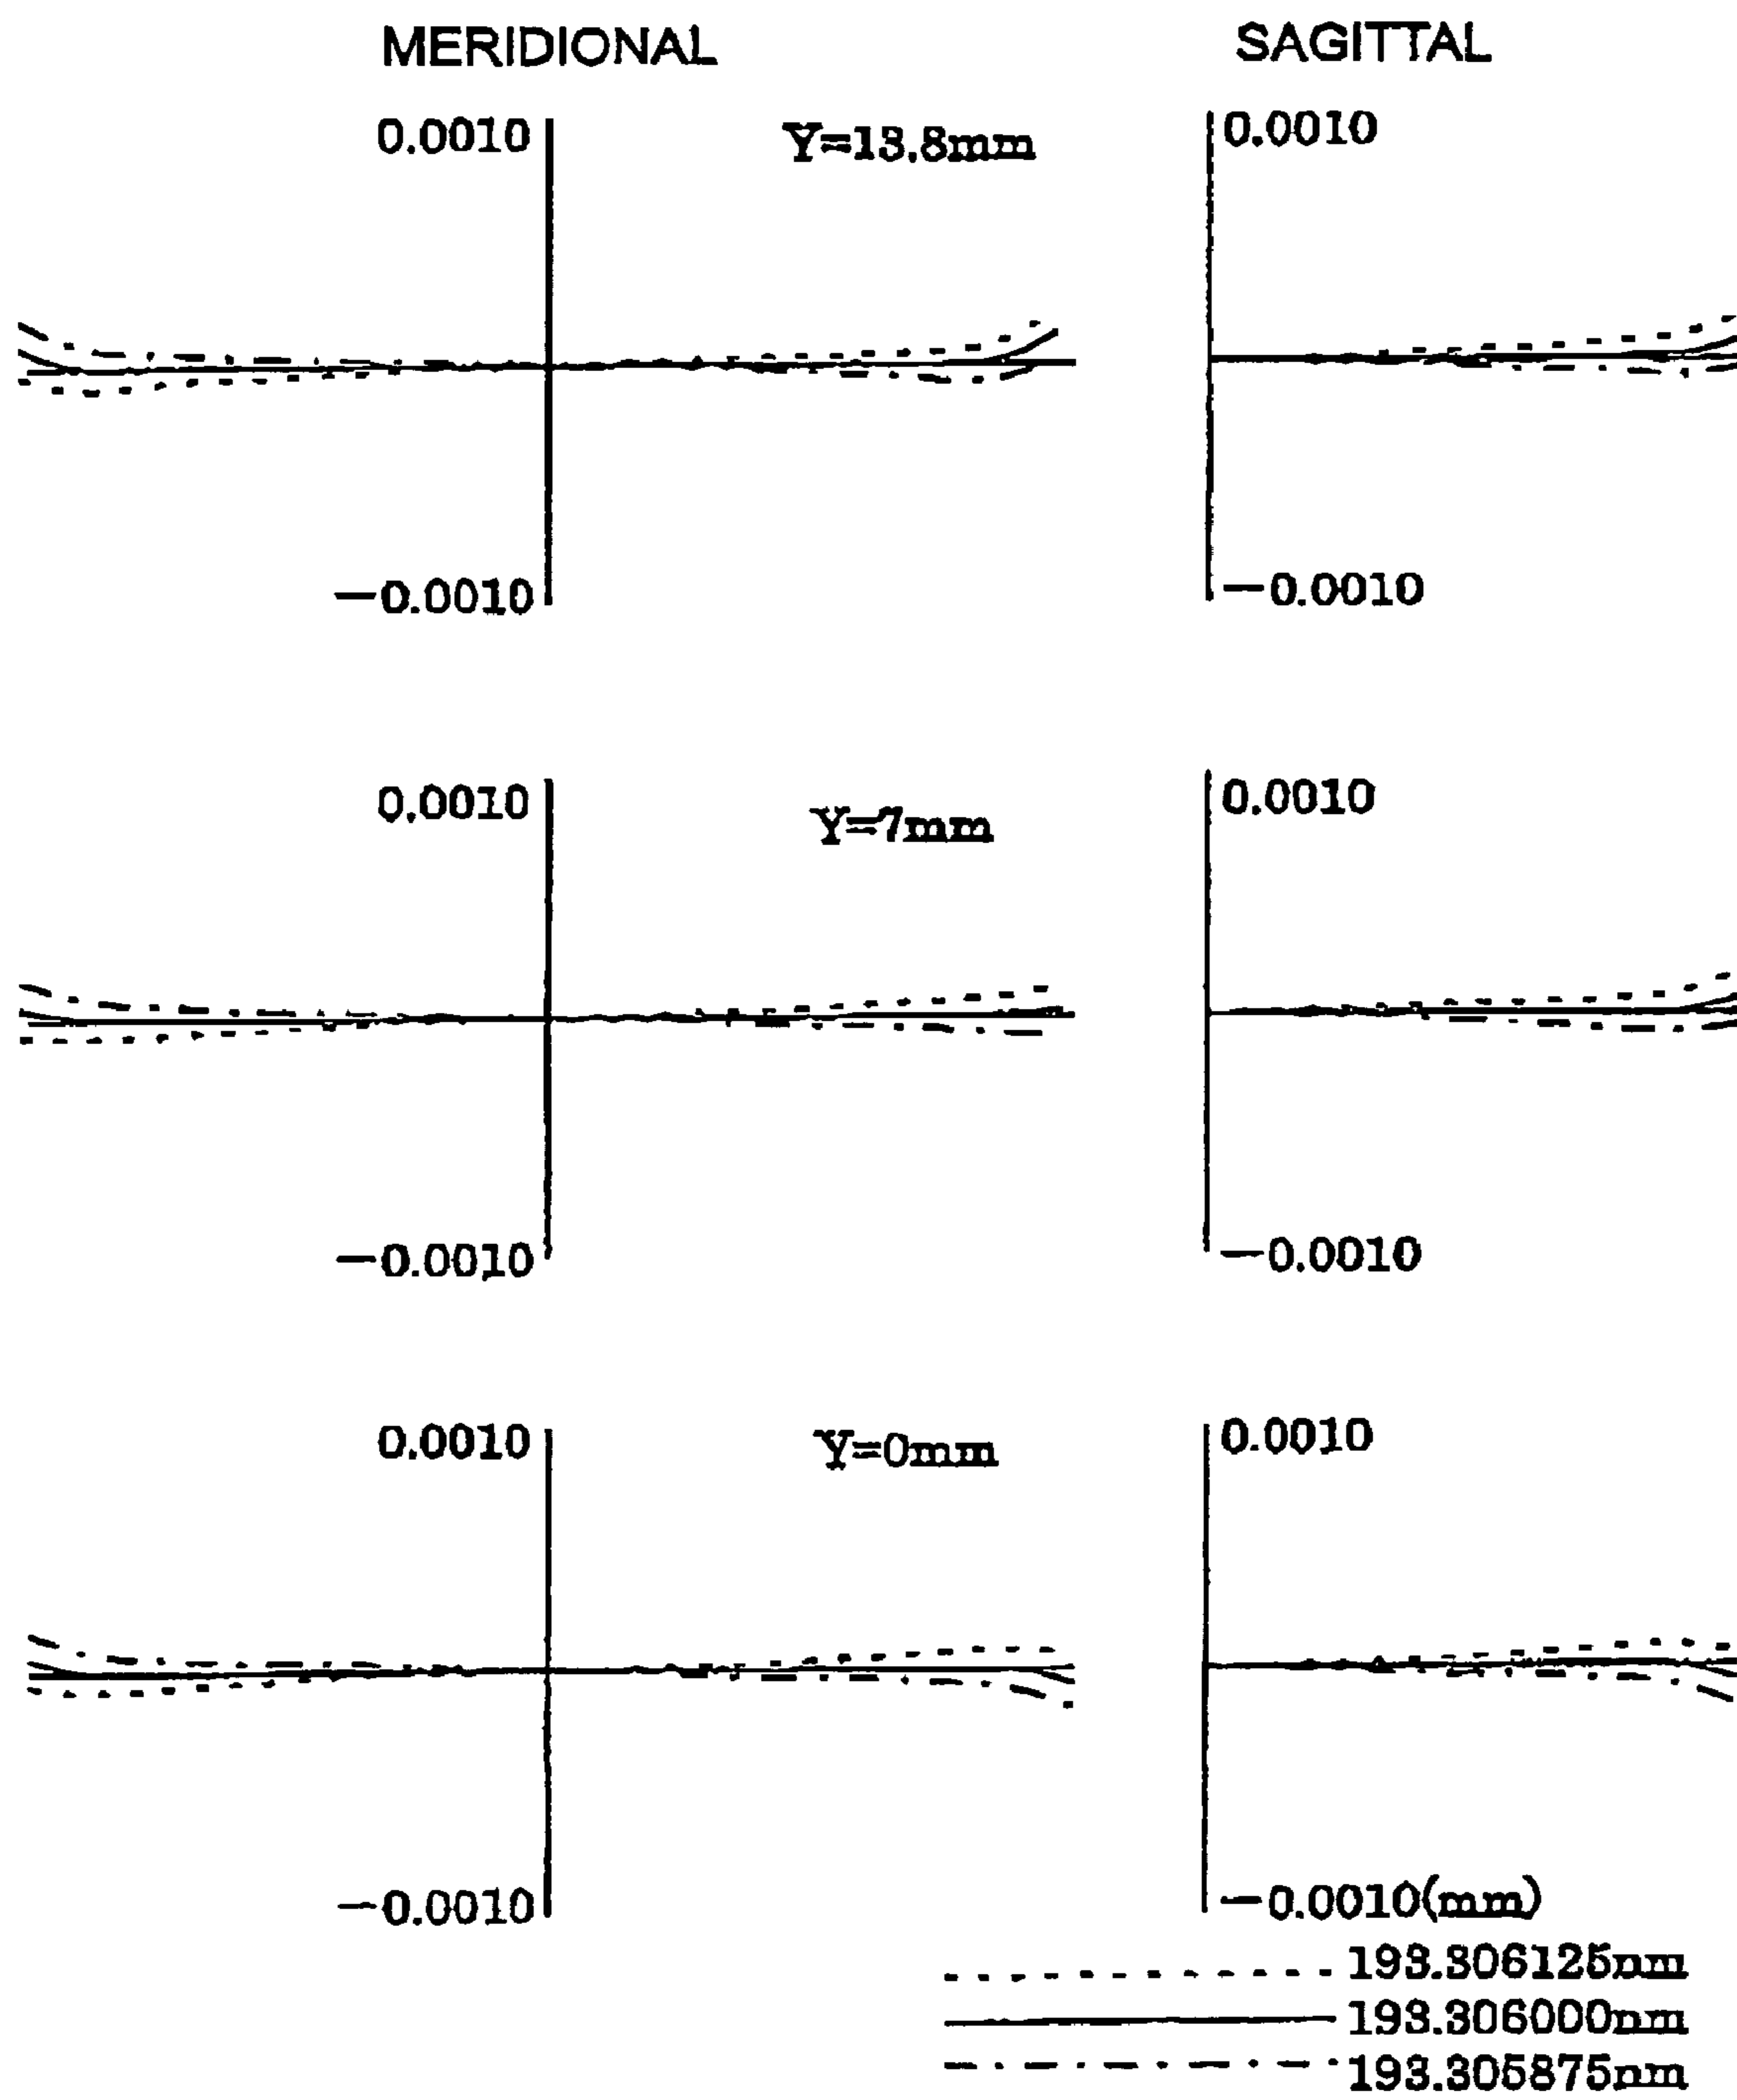 MERIDIONAL SAGITTAL
0.0010 Y=13.8mm 0.0010
−0.0010 −0.0010
0.0010 Y=7mm 0.0010
−0.0010 −0.0010
0.0010 Y=0mm 0.0010
−0.0010 −0.0010(mm)
193.306125nm
193.306000nm
193.305875nm